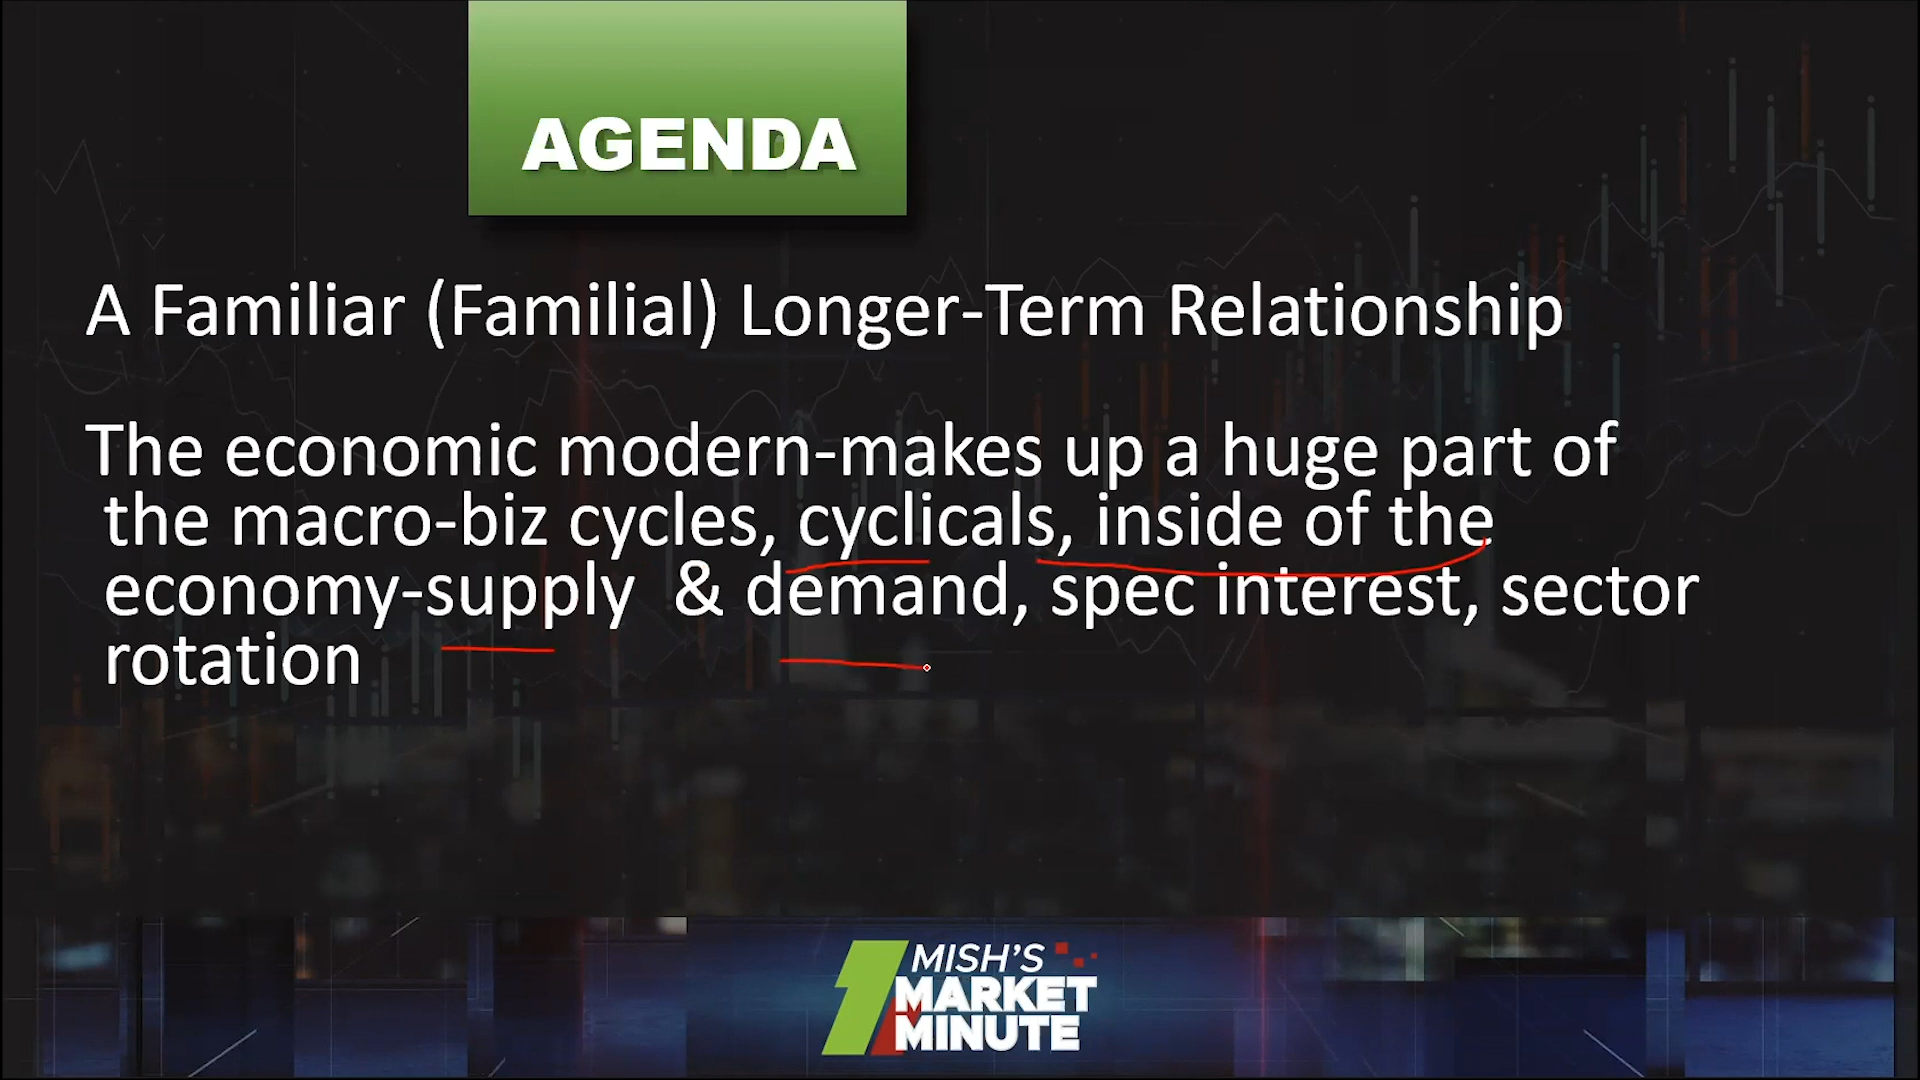 AGENDA
A Familiar (Familial) Longer-Term Relationship
The economic modern-makes up a huge part of
the macro-biz cycles, cyclicals, inside of the
economy-supply & demand, spec interest, sector
rotation
1 MISH'S
MARKET
MINUTE